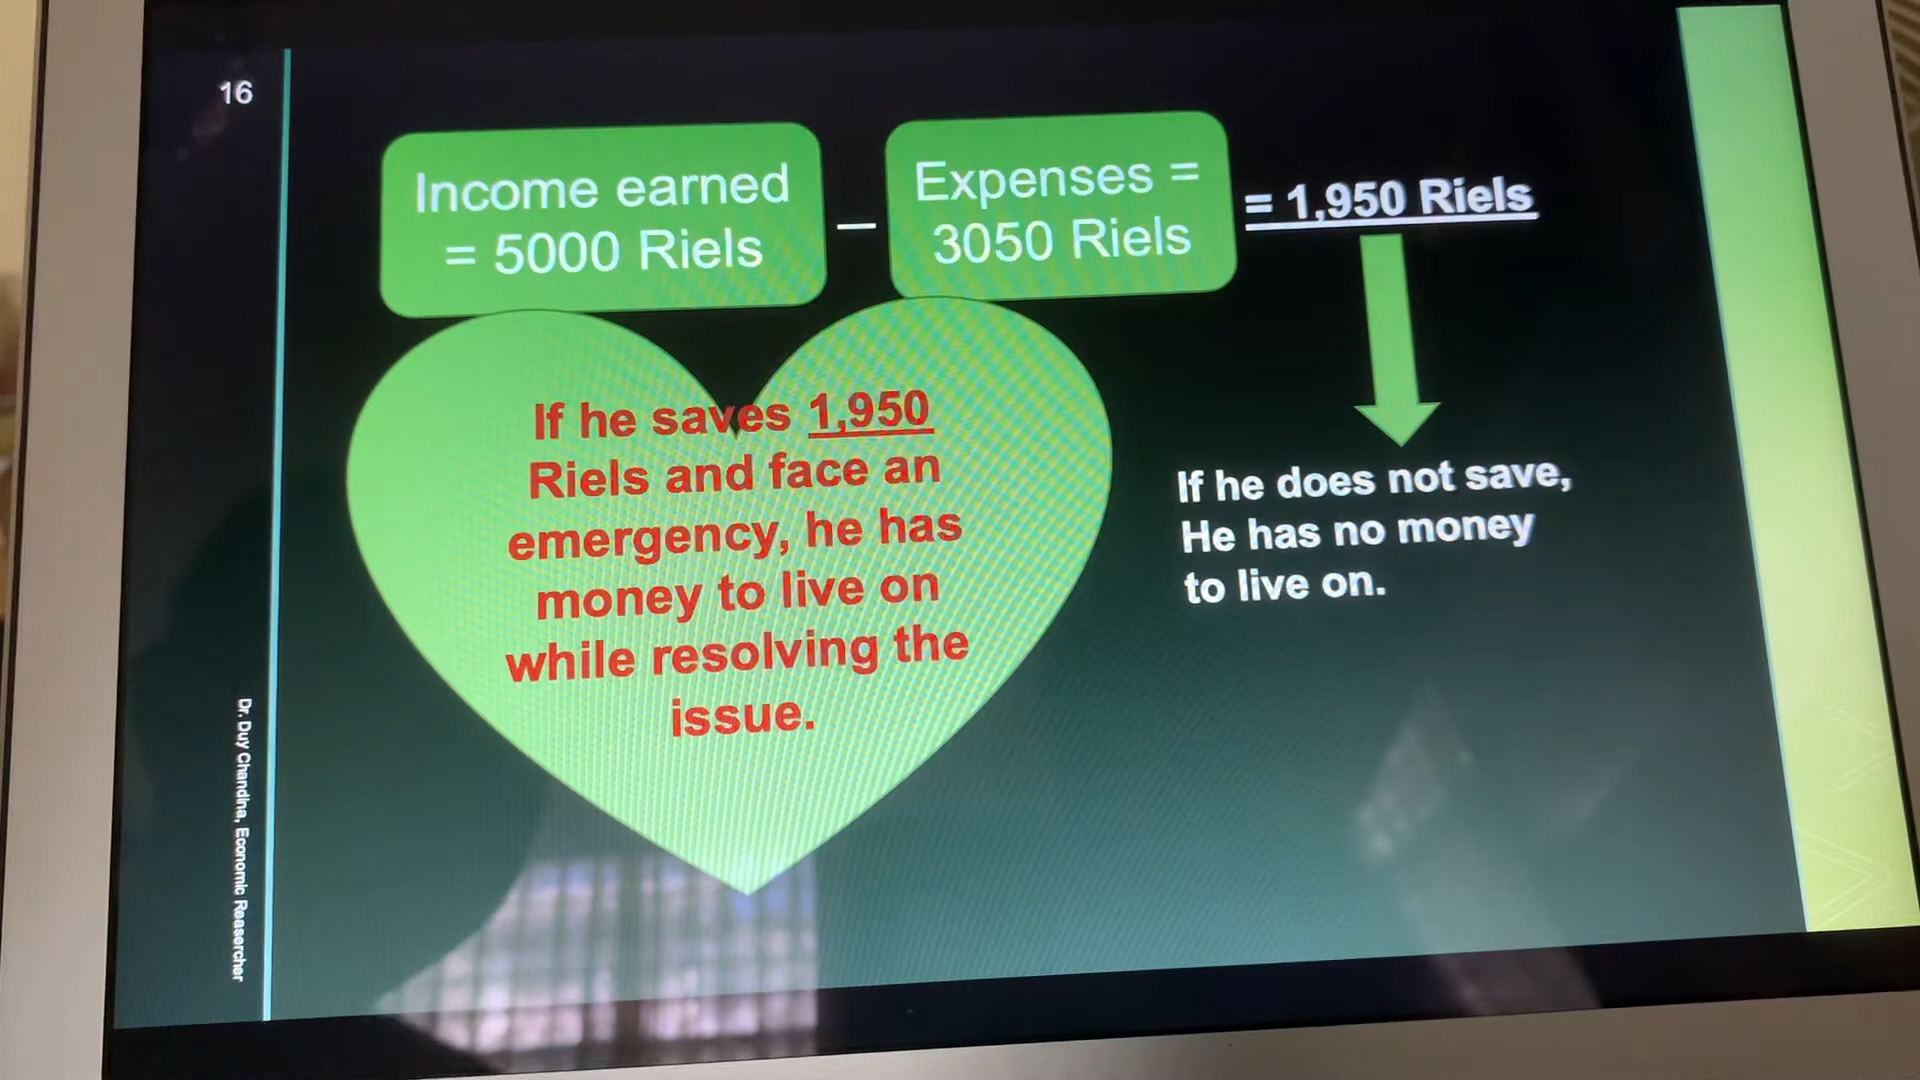 16
Income earned
= 5000 Riels
–
Expenses =
3050 Riels
= 1,950 Riels
If he saves 1,950
Riels and face an
emergency, he has
money to live on
while resolving the
issue.
If he does not save,
He has no money
to live on.
Dr. Duy Chandina, Economic Reasercher